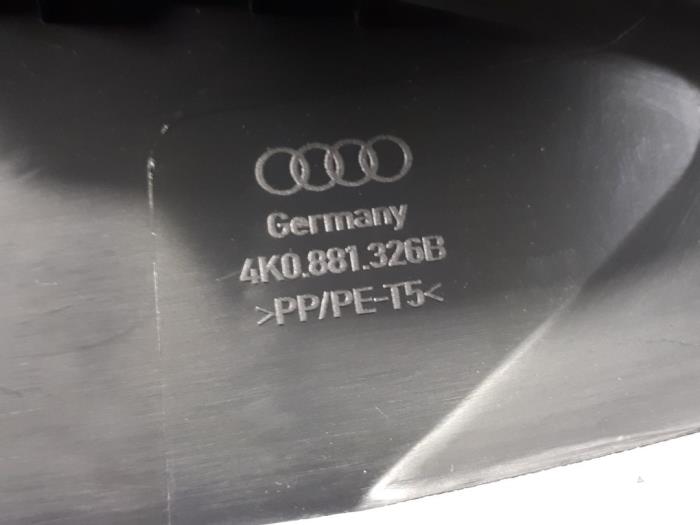 Germany
4K0.881.326B
>PP/PE-T5<